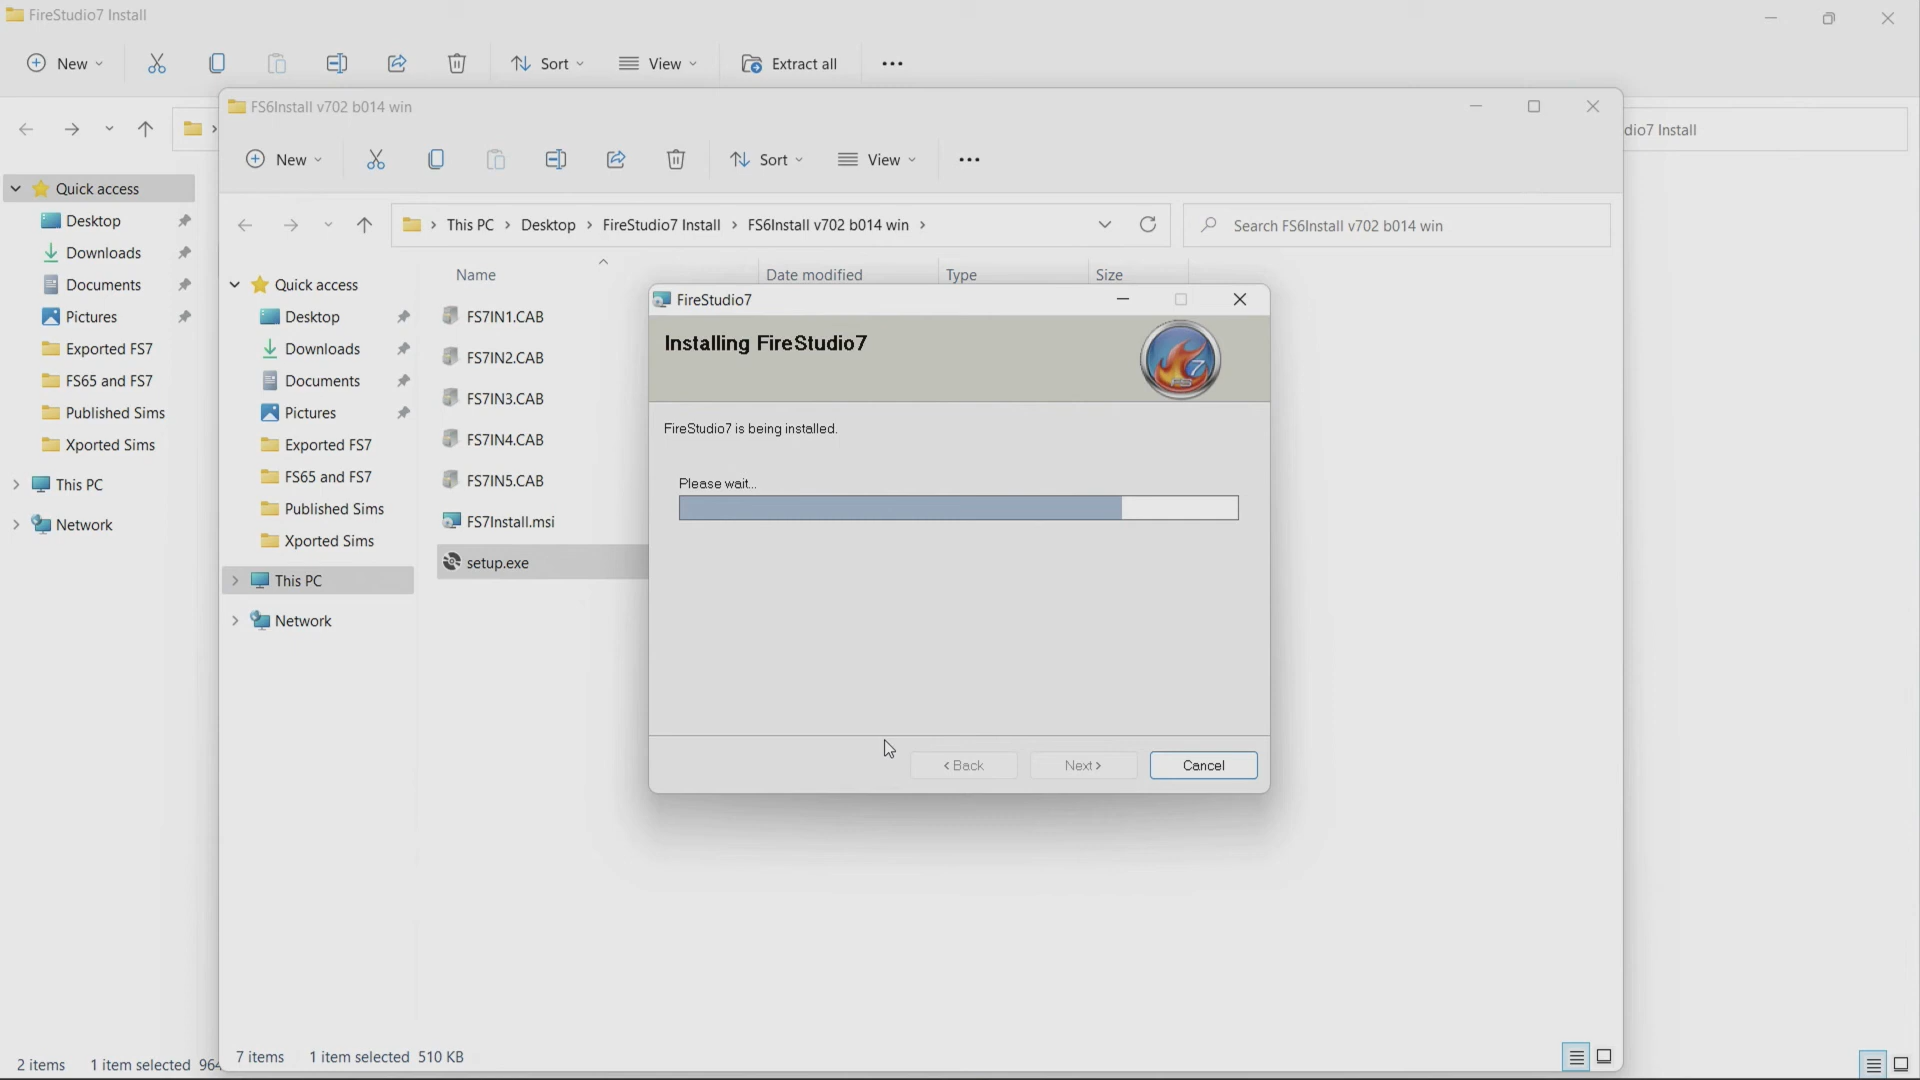 FireStudio7 Install
New
Sort
View
Extract all
FS6Install v702 b014 win
dio7 Install
New
Sort
View
This PC
Desktop
FireStudio7 Install
FS6Install v702 b014 win
Search FS6Install v702 b014 win
Quick access
Desktop
Downloads
Documents
Pictures
Exported FS7
FS65 and FS7
Published Sims
Xported Sims
This PC
Network
Quick access
Desktop
Downloads
Documents
Pictures
Exported FS7
FS65 and FS7
Published Sims
Xported Sims
This PC
Network
Name
Date modified
Type
Size
FS7IN1.CAB
FS7IN2.CAB
FS7IN3.CAB
FS7IN4.CAB
FS7IN5.CAB
FS7Install.msi
setup.exe
FireStudio7
Installing FireStudio7
7
FS
FireStudio7 is being installed.
Please wait...
< Back
Next >
Cancel
7 items 1 item selected 510 KB
2 items 1 item selected 964